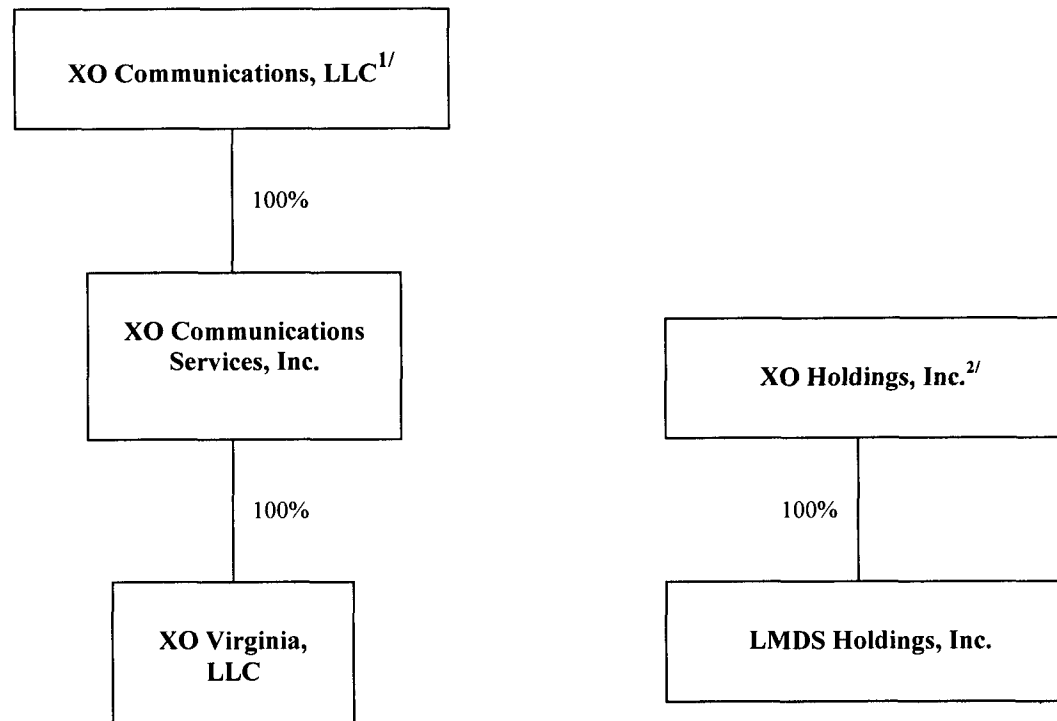 XO Communications, LLC1/
100%
XO Communications
Services, Inc.
100%
XO Virginia,
LLC
XO Holdings, Inc.2/
100%
LMDS Holdings, Inc.